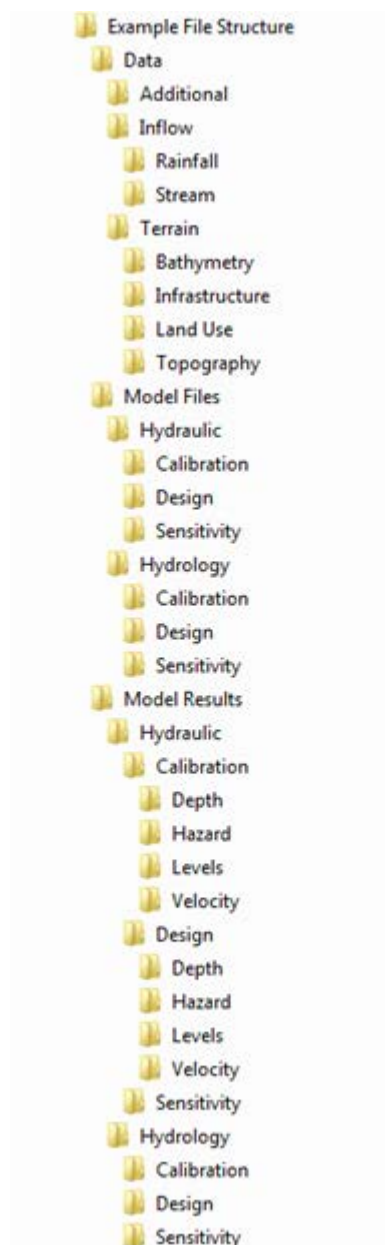 Example File Structure
Data
Additional
Inflow
Rainfall
Stream
Terrain
Bathymetry
Infrastructure
Land Use
Topography
Model Files
Hydraulic
Calibration
Design
Sensitivity
Hydrology
Calibration
Design
Sensitivity
Model Results
Hydraulic
Calibration
Depth
Hazard
Levels
Velocity
Design
Depth
Hazard
Levels
Velocity
Sensitivity
Hydrology
Calibration
Design
Sensitivity